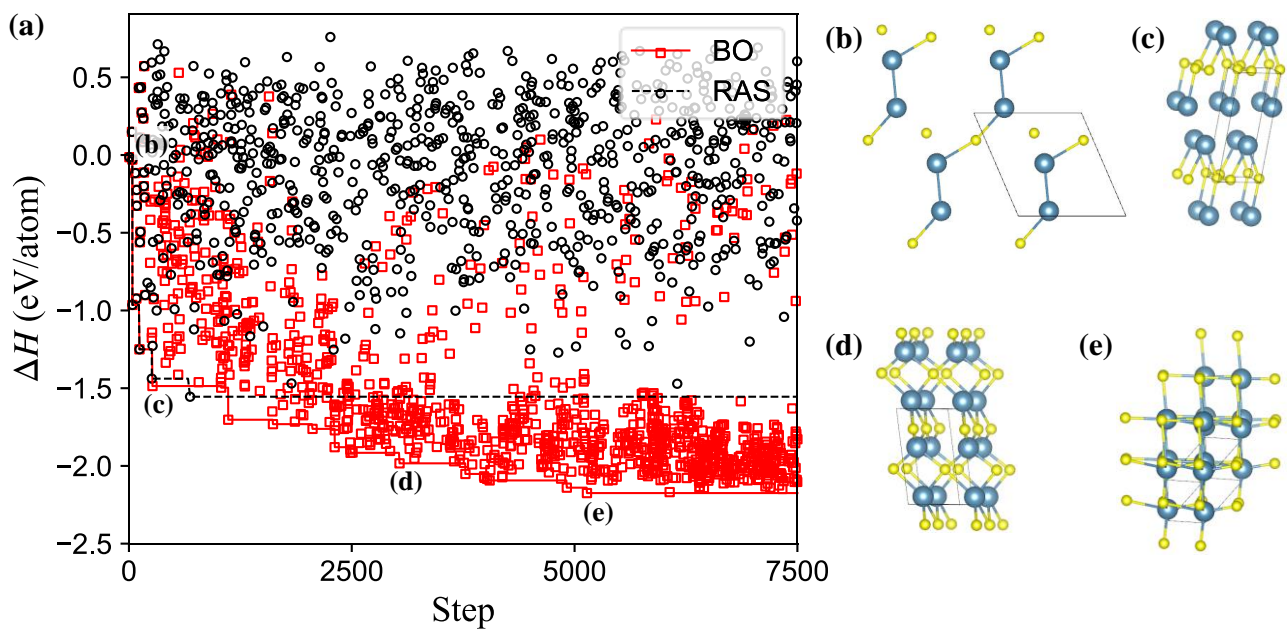 (a)
BO
RAS
0.5
0.0
−0.5
−1.0
−1.5
−2.0
−2.5
ΔH (eV/atom)
0
2500
5000
7500
Step
(b)
(c)
(d)
(e)
(b)
(c)
(d)
(e)